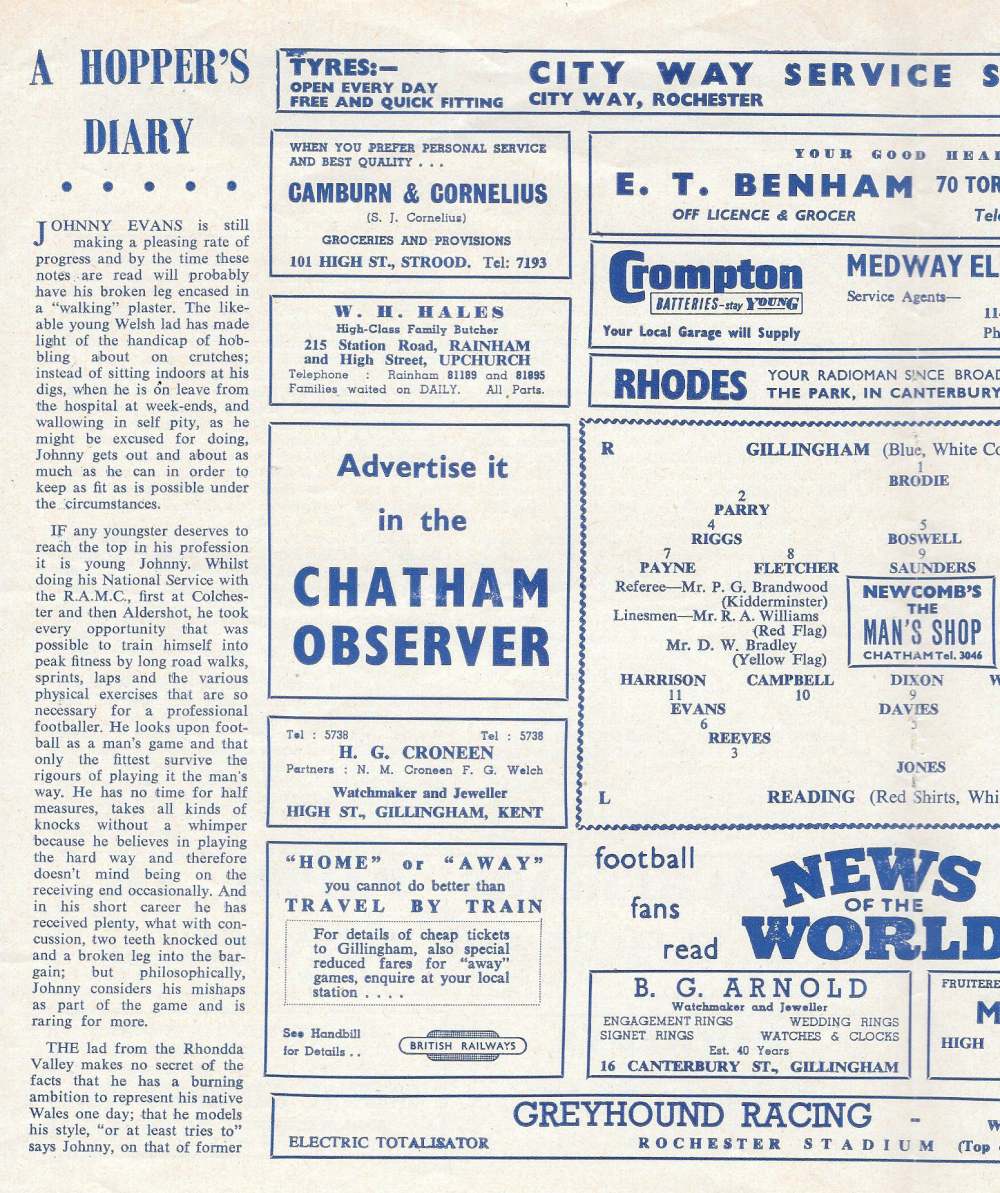 A HOPPER'S
DIARY
JOHNNY EVANS is still
making a pleasing rate of
progress and by the time these
notes are read will probably
have his broken leg encased in
a "walking" plaster. The like-
able young Welsh lad has made
light of the handicap of hob-
bling about on crutches;
instead of sitting indoors at his
digs, when he is on leave from
the hospital at week-ends, and
wallowing in self pity, as he
might be excused for doing,
Johnny gets out and about as
much as he can in order to
keep as fit as is possible under
the circumstances.
IF any youngster deserves to
reach the top in his profession
it is young Johnny. Whilst
doing his National Service with
the R.A.M.C., first at Colches-
ter and then Aldershot, he took
every opportunity that was
possible to train himself into
peak fitness by long road walks,
sprints, laps and the various
physical exercises that are so
necessary for a professional
footballer. He looks upon foot-
ball as a man's game and that
only the fittest survive the
rigours of playing it the man's
way. He has no time for half
measures, takes all kinds of
knocks without a whimper
because he believes in playing
the hard way and therefore
doesn't mind being on the
receiving end occasionally. And
in his short career he has
received plenty, what with con-
cussion, two teeth knocked out
and a broken leg into the bar-
gain; but philosophically,
Johnny considers his mishaps
as part of the game and is
raring for more.
THE lad from the Rhondda
Valley makes no secret of the
facts that he has a burning
ambition to represent his native
Wales one day; that he models
his style, "or at least tries to"
says Johnny, on that of former
TYRES:—
OPEN EVERY DAY
FREE AND QUICK FITTING
CITY WAY SERVICE S
CITY WAY, ROCHESTER
WHEN YOU PREFER PERSONAL SERVICE
AND BEST QUALITY . . .
CAMBURN & CORNELIUS
(S. J. Cornelius)
GROCERIES AND PROVISIONS
101 HIGH ST., STROOD. Tel: 7193
W. H. HALES
High-Class Family Butcher
215 Station Road, RAINHAM
and High Street, UPCHURCH
Telephone : Rainham 81189 and 81895
Families waited on DAILY. All Parts.
Advertise it
in the
CHATHAM
OBSERVER
Tel : 5738 Tel : 5738
H. G. CRONEEN
Partners : N. M. Croneen F. G. Welch
Watchmaker and Jeweller
HIGH ST., GILLINGHAM, KENT
"HOME" or "AWAY"
you cannot do better than
TRAVEL BY TRAIN
For details of cheap tickets
to Gillingham, also special
reduced fares for "away"
games, enquire at your local
station . . . .
See Handbill
for Details . .
BRITISH RAILWAYS
YOUR GOOD HEA
E. T. BENHAM 70 TOR
OFF LICENCE & GROCER Tel
Crompton
BATTERIES-stay YOUNG
Your Local Garage will Supply
MEDWAY EL
Service Agents—
11
Ph
RHODES
YOUR RADIOMAN SINCE BROAD
THE PARK, IN CANTERBURY
R GILLINGHAM (Blue, White Co
1
BRODIE
2
PARRY
4 5
RIGGS BOSWELL
7 8 9
PAYNE FLETCHER SAUNDERS
Referee—Mr. P. G. Brandwood
(Kidderminster)
Linesmen—Mr. R. A. Williams
(Red Flag)
Mr. D. W. Bradley
(Yellow Flag)
NEWCOMB'S
THE
MAN'S SHOP
CHATHAM Tel. 3046
HARRISON CAMPBELL DIXON W
11 10 9
EVANS DAVIES
6 5
REEVES
3
JONES
1
L READING (Red Shirts, Whi
football
fans
read
NEWS
OF THE
WORLD
B. G. ARNOLD
Watchmaker and Jeweller
ENGAGEMENT RINGS WEDDING RINGS
SIGNET RINGS WATCHES & CLOCKS
Est. 40 Years
16 CANTERBURY ST., GILLINGHAM
FRUITERE
M
HIGH
GREYHOUND RACING -
ELECTRIC TOTALISATOR
ROCHESTER STADIUM
W
(Top